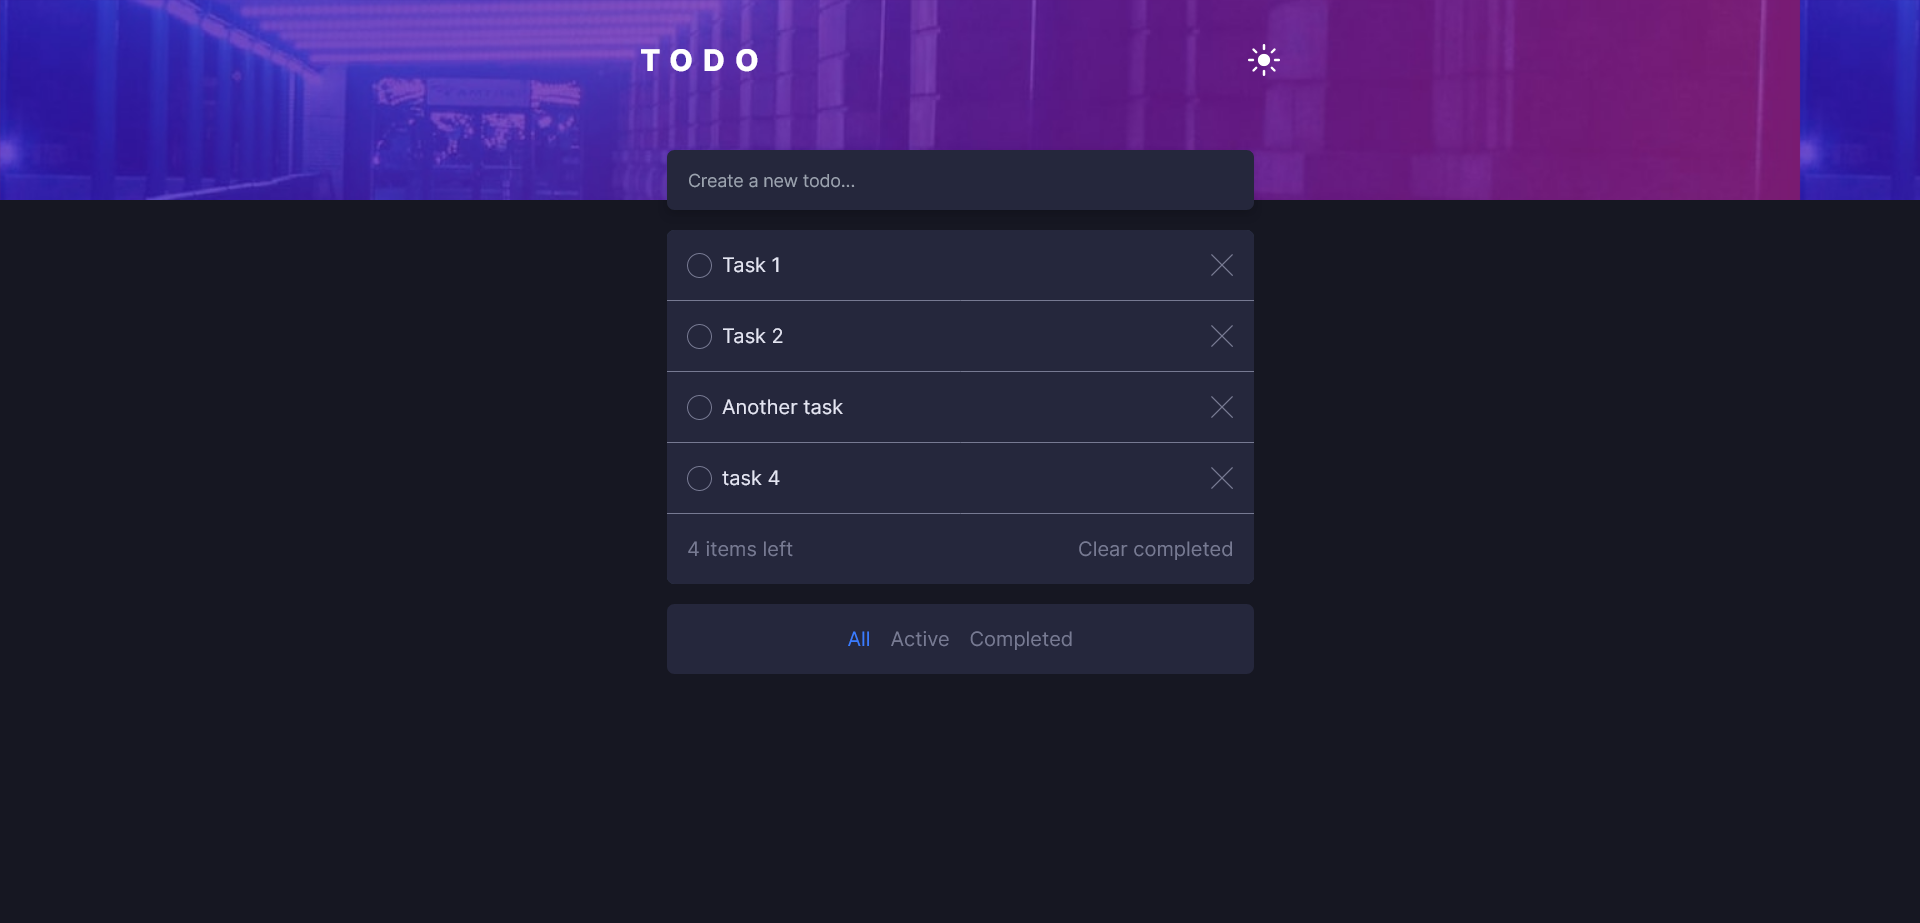 TODO
Create a new todo...
Task 1
Task 2
Another task
task 4
4 items left Clear completed
All Active Completed